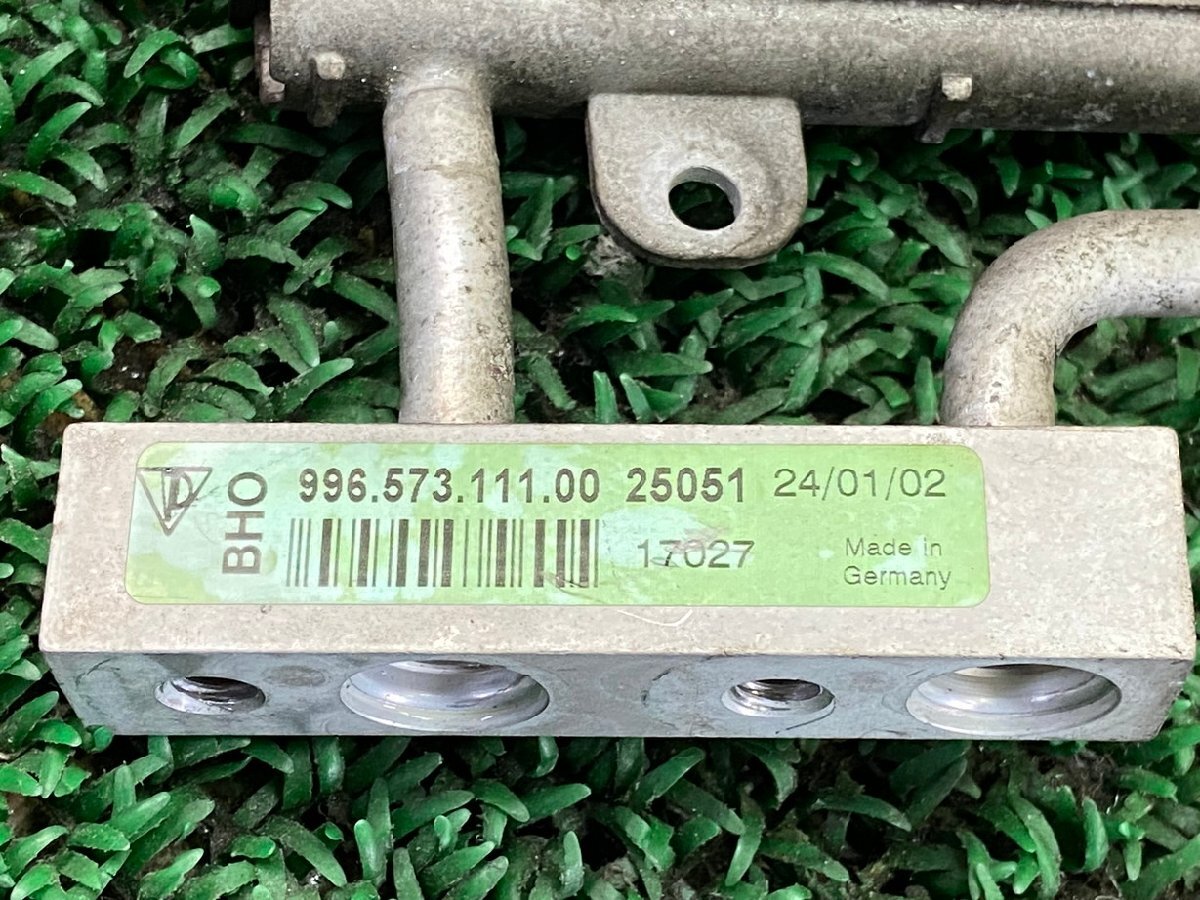 BHO
996.573.111.00 25051 24/01/02
17027
Made in
Germany